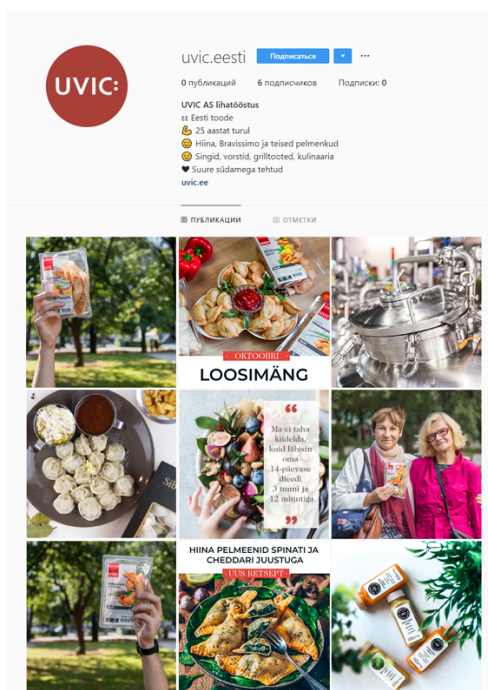 UVIC:
uvic.eesti Подписаться
0 публикаций 6 подписчиков Подписки: 0
UVIC AS lihatööstus
EE Eesti toode
25 aastat turul
Hiina, Bravissimo ja teised pelmenkud
Singid, vorstid, grilltooted, kulinaaria
Suure südamega tehtud
uvic.ee
ПУБЛИКАЦИИ ОТМЕТКИ
OKTOOBRI
LOOSIMÄNG
Ma ei taha
kiidelda,
kuid läbisin
oma
14-päevase
dieedi
3 tunni ja
12 minutiga
HIINA PELMEENID SPINATI JA
CHEDDARI JUUSTUGA
UUS RETSEPT